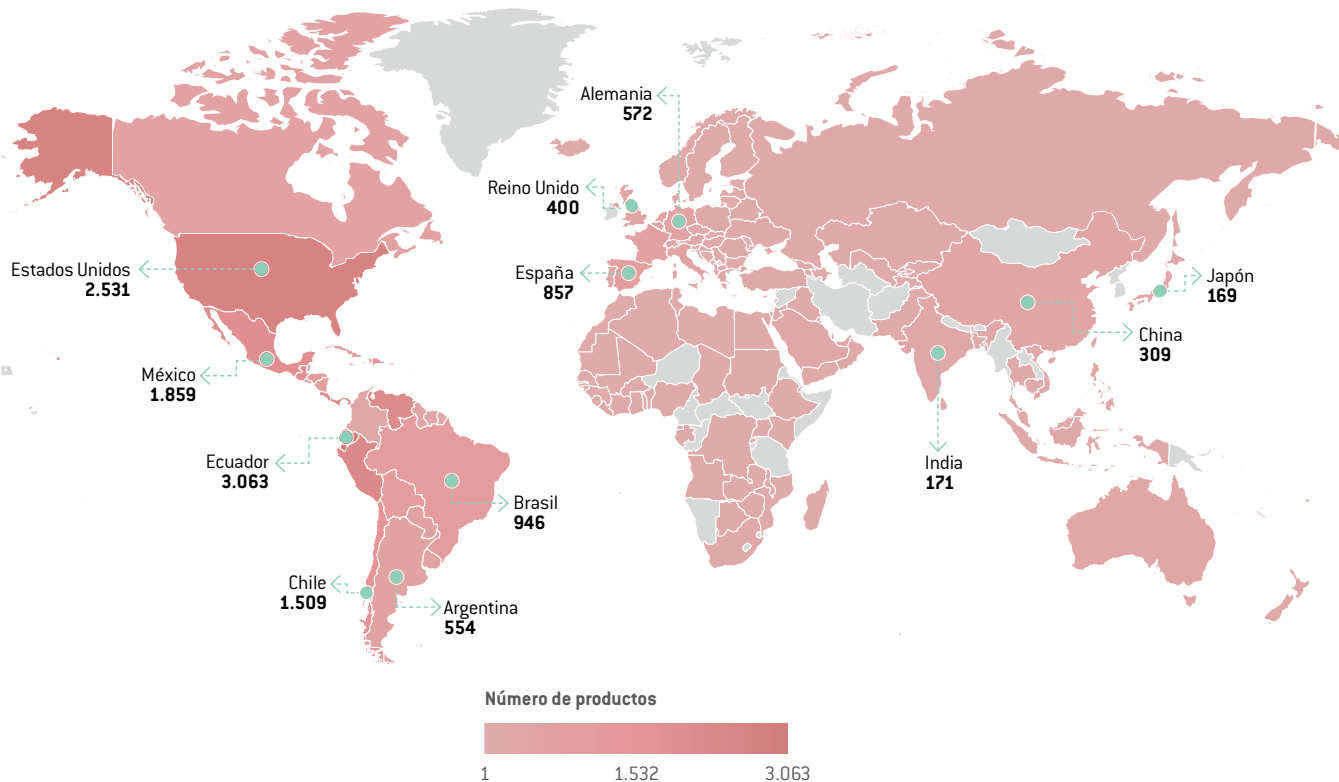 Alemania
572
Reino Unido
400
Estados Unidos
2.531
España
857
Japón
169
China
309
México
1.859
Ecuador
3.063
India
171
Brasil
946
Chile
1.509
Argentina
554
Número de productos
1
1.532
3.063